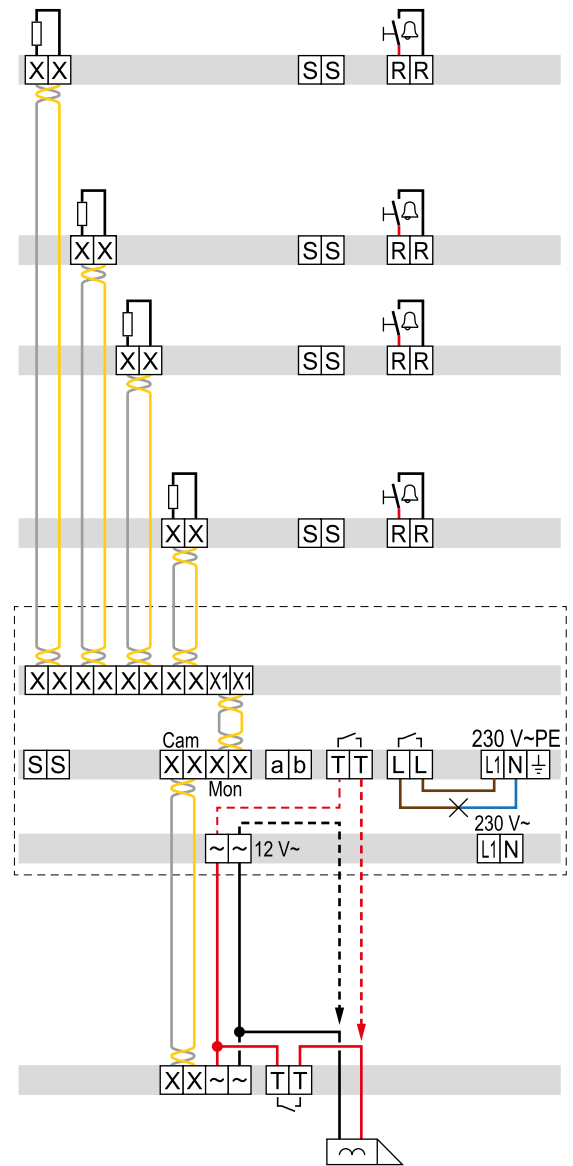 X X S S R R
X X S S R R
X X S S R R
X X S S R R
X X X X X X X X X1 X1
Cam 230 V~PE
S S X X X X a b T T L L L1 N
Mon
230 V~
~ ~ 12 V~ L1 N
X X ~ ~ T T